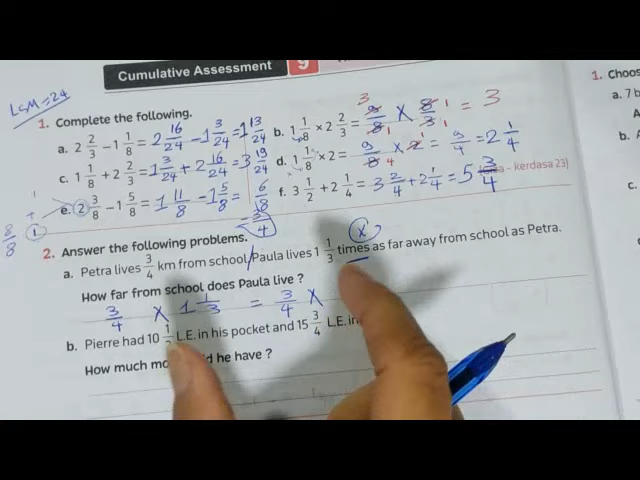 Cumulative Assessment 9
LSM = 24
1. Complete the following.
a. 2 2/3 - 1 1/8 = 2 16/24 - 1 3/24 = 1 13/24
b. 1 1/8 × 2 2/3 = 9/8 × 8/3 = 3
c. 1 1/8 + 2 2/3 = 1 3/24 + 2 16/24 = 3 19/24
d. 1 1/8 × 2 = 9/8 × 2 = 9/4 = 2 1/4
e. 2 3/8 - 1 5/8 = 1 11/8 - 1 5/8 = 6/8 = 3/4
f. 3 1/2 + 2 1/4 = 3 2/4 + 2 1/4 = 5 3/4
- kerdasa 23)
8/8
2. Answer the following problems.
a. Petra lives 3/4 km from school / Paula lives 1 1/3 times as far away from school as Petra.
How far from school does Paula live ?
3/4 × 1 1/3 = 3/4 ×
b. Pierre had 10 L.E. in his pocket and 15 3/4 L.E. in
How much he have ?
1. Choos
a. 7 b
A
b.
c.